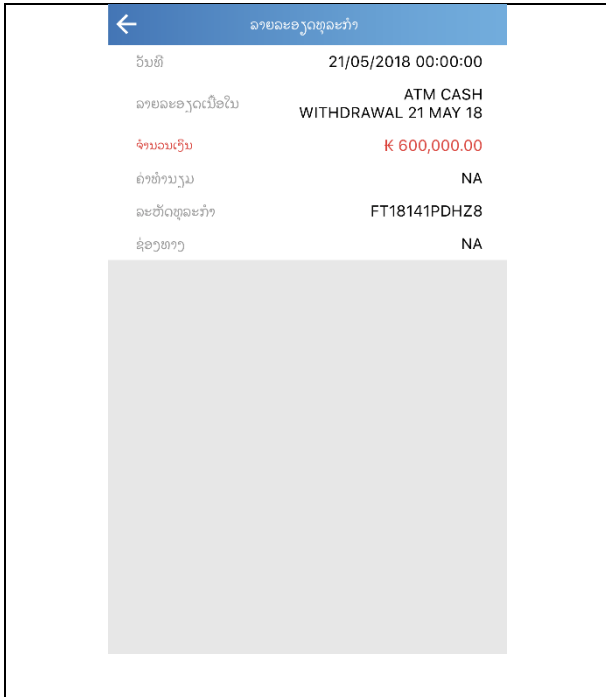 ລາຍລະອຽດທຸລະກຳ
ວັນທີ 21/05/2018 00:00:00
ລາຍລະອຽດເນື້ອໃນ ATM CASH
WITHDRAWAL 21 MAY 18
ຈຳນວນເງິນ ₭ 600,000.00
ຄ່າທຳນຽມ NA
ລະຫັດທຸລະກຳ FT18141PDHZ8
ຊ່ອງທາງ NA